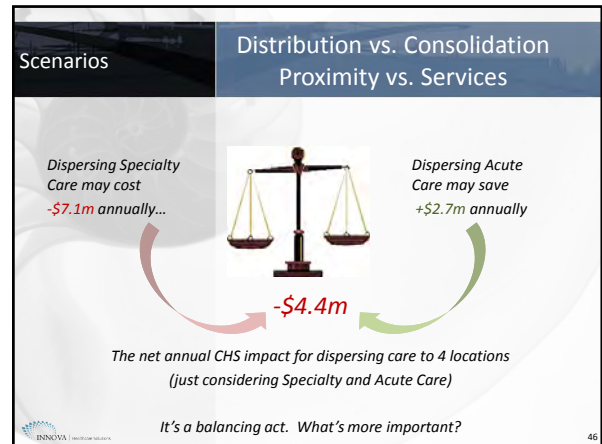 Scenarios
Distribution vs. Consolidation
Proximity vs. Services
Dispersing Specialty
Care may cost
-$7.1m annually…
Dispersing Acute
Care may save
+$2.7m annually
-$4.4m
The net annual CHS impact for dispersing care to 4 locations
(just considering Specialty and Acute Care)
It's a balancing act.  What's more important?
INNOVA | Healthcare Solutions
46